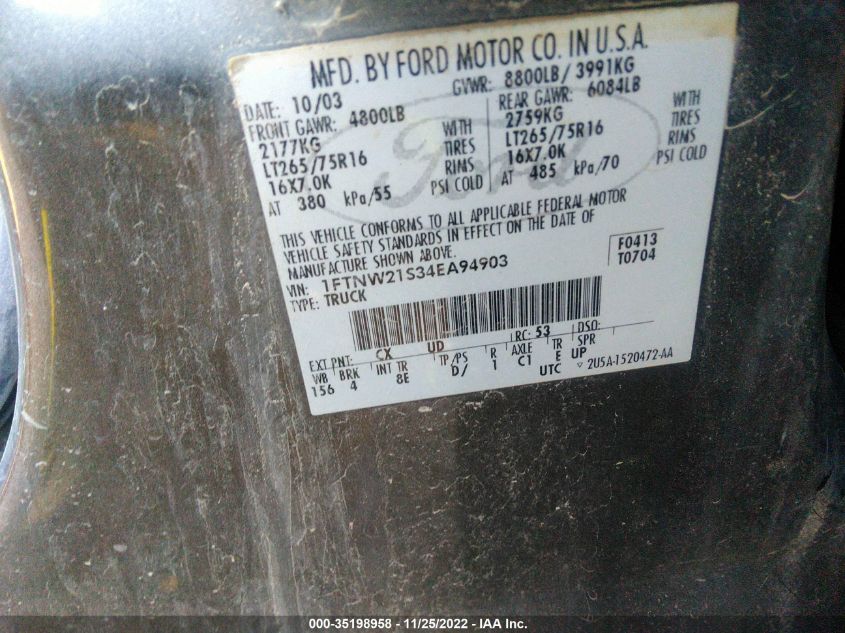 MFD. BY FORD MOTOR CO. IN U.S.A.
DATE: 10/03 GVWR: 8800LB / 3991KG
FRONT GAWR: 4800LB REAR GAWR: 6084LB
2177KG WITH 2759KG WITH
LT265/75R16 TIRES LT265/75R16 TIRES
16X7.0K RIMS 16X7.0K RIMS
AT 380 kPa/55 PSI COLD AT 485 kPa/70 PSI COLD
THIS VEHICLE CONFORMS TO ALL APPLICABLE FEDERAL MOTOR
VEHICLE SAFETY STANDARDS IN EFFECT ON THE DATE OF
MANUFACTURE SHOWN ABOVE.
F0413
T0704
VIN: 1FTNW21S34EA94903
TYPE: TRUCK
EXT PNT: CX UD RC: 53 DSO:
WB BRK INT TR TP/PS R AXLE TR SPR
156 4 8E D/ 1 C1 E UP
UTC ▽ 2U5A-1520472-AA
Ford
000-35198958 - 11/25/2022 - IAA Inc.